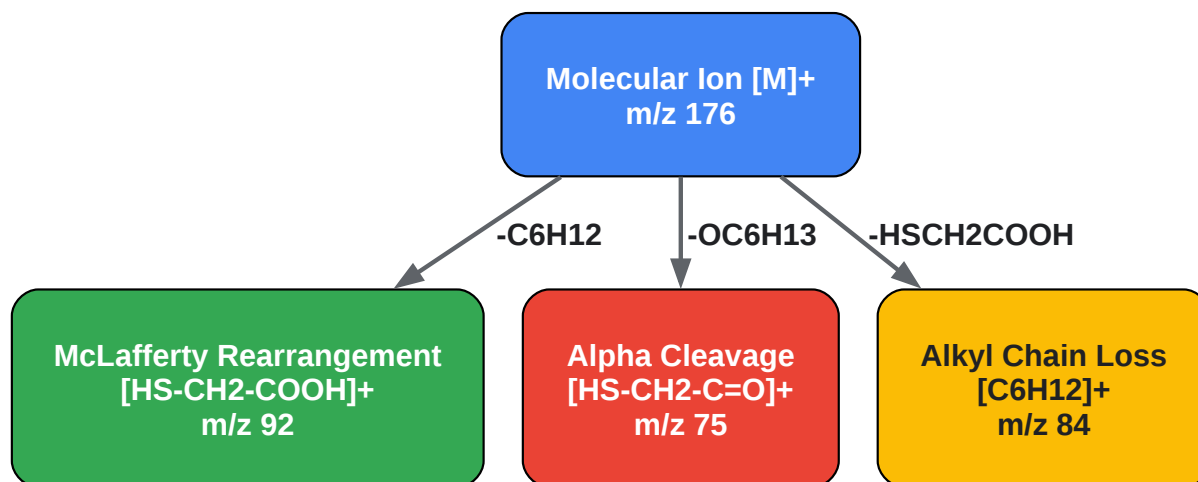 Molecular Ion [M]+
m/z 176
-C6H12
-OC6H13
-HSCH2COOH
McLafferty Rearrangement
[HS-CH2-COOH]+
m/z 92
Alpha Cleavage
[HS-CH2-C=O]+
m/z 75
Alkyl Chain Loss
[C6H12]+
m/z 84